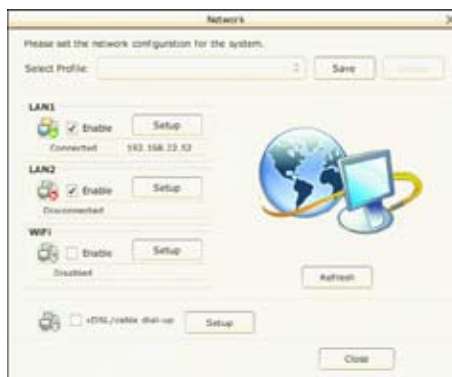 Network
Please set the network configuration for the system.
Select Profile:
Save
LAN1
Enable
Setup
Connected 192.168.22.52
LAN2
Enable
Setup
Disconnected
WiFi
Enable
Setup
Disabled
Refresh
xDSL/cable dial-up
Setup
Close